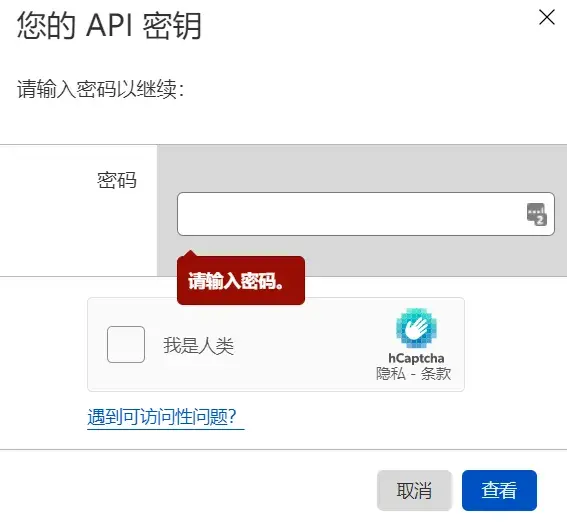 您的 API 密钥
请输入密码以继续：
密码
2
请输入密码。
我是人类
hCaptcha
隐私 - 条款
遇到可访问性问题？
取消 查看